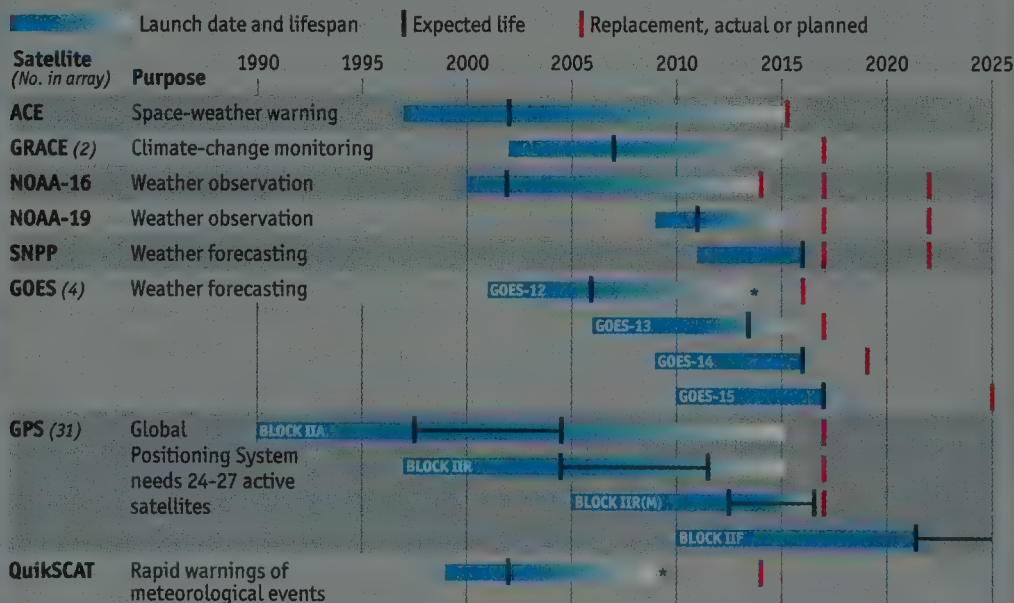 Launch date and lifespan Expected life Replacement, actual or planned
Satellite
(No. in array) Purpose 1990 1995 2000 2005 2010 2015 2020 2025
ACE Space-weather warning
GRACE (2) Climate-change monitoring
NOAA-16 Weather observation
NOAA-19 Weather observation
SNPP Weather forecasting
GOES (4) Weather forecasting GOES-12 *
GOES-13
GOES-14
GOES-15
GPS (31) Global BLOCK IIA
Positioning System BLOCK IIR
needs 24-27 active
satellites BLOCK IIR(M)
BLOCK IIF
QuikSCAT Rapid warnings of *
meteorological events